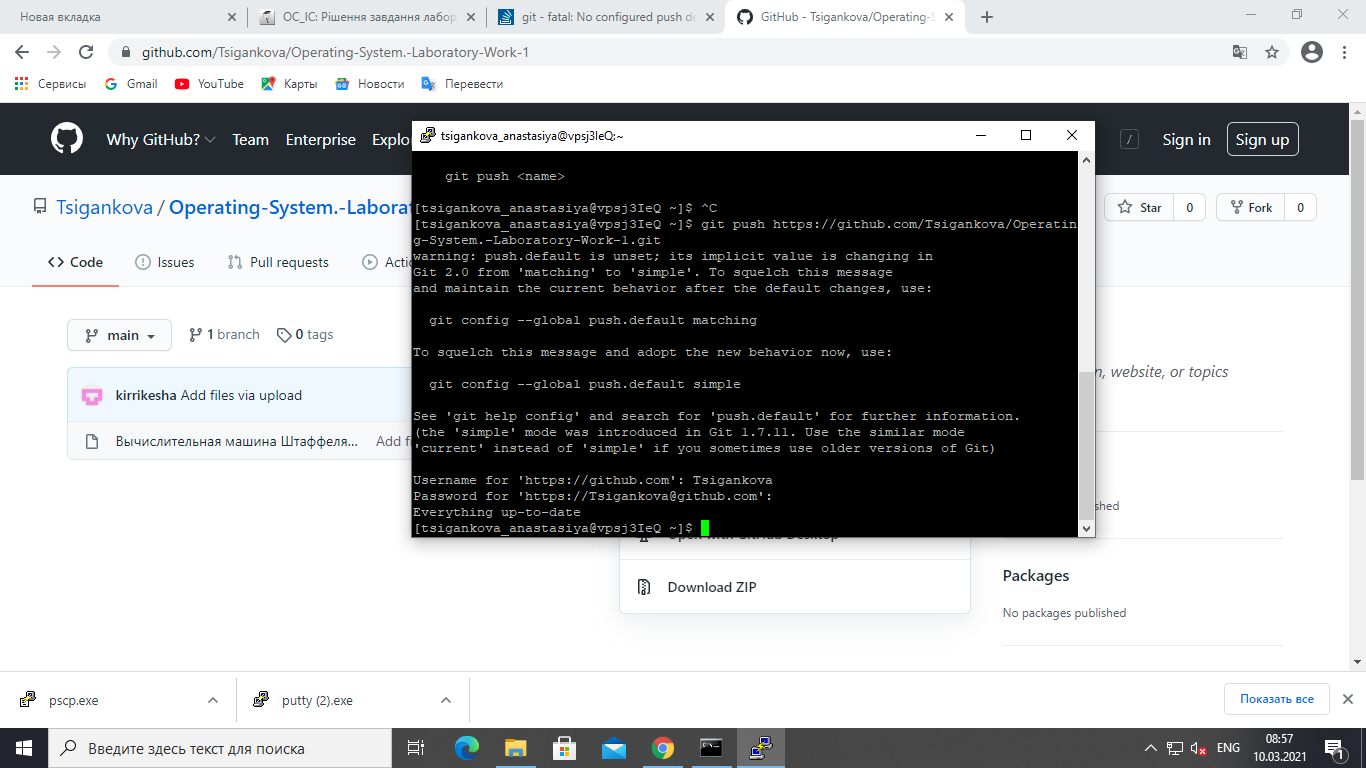 Новая вкладка
ОС_ІС: Рішення завдання лабор
git - fatal: No configured push de
GitHub - Tsigankova/Operating-S
github.com/Tsigankova/Operating-System.-Laboratory-Work-1
Сервисы Gmail YouTube Карты Новости Перевести
Why GitHub? Team Enterprise Explo
/ Sign in Sign up
Tsigankova / Operating-System.-Laborat
Star 0 Fork 0
Code Issues Pull requests Actio
main 1 branch 0 tags
kirrikesha Add files via upload
Вычислительная машина Штаффеля... Add fi
tsigankova_anastasiya@vpsj3IeQ:~
git push <name>
[tsigankova_anastasiya@vpsj3IeQ ~]$ ^C
[tsigankova_anastasiya@vpsj3IeQ ~]$ git push https://github.com/Tsigankova/Operatin
g-System.-Laboratory-Work-1.git
warning: push.default is unset; its implicit value is changing in
Git 2.0 from 'matching' to 'simple'. To squelch this message
and maintain the current behavior after the default changes, use:
git config --global push.default matching
To squelch this message and adopt the new behavior now, use:
git config --global push.default simple
See 'git help config' and search for 'push.default' for further information.
(the 'simple' mode was introduced in Git 1.7.11. Use the similar mode
'current' instead of 'simple' if you sometimes use older versions of Git)
Username for 'https://github.com': Tsigankova
Password for 'https://Tsigankova@github.com':
Everything up-to-date
[tsigankova_anastasiya@vpsj3IeQ ~]$
n, website, or topics
shed
Download ZIP
Packages
No packages published
pscp.exe
putty (2).exe
Показать все
Введите здесь текст для поиска
ENG
08:57
10.03.2021
1